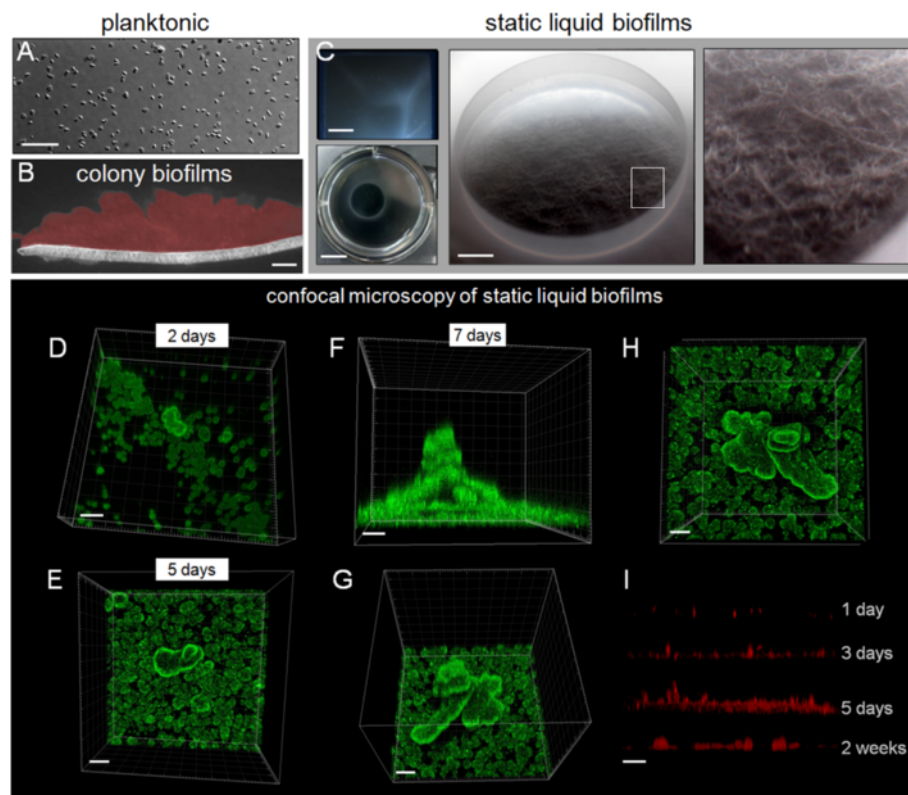 planktonic
static liquid biofilms
A
C
B
colony biofilms
confocal microscopy of static liquid biofilms
D
2 days
F
7 days
H
E
5 days
G
I
1 day
3 days
5 days
2 weeks